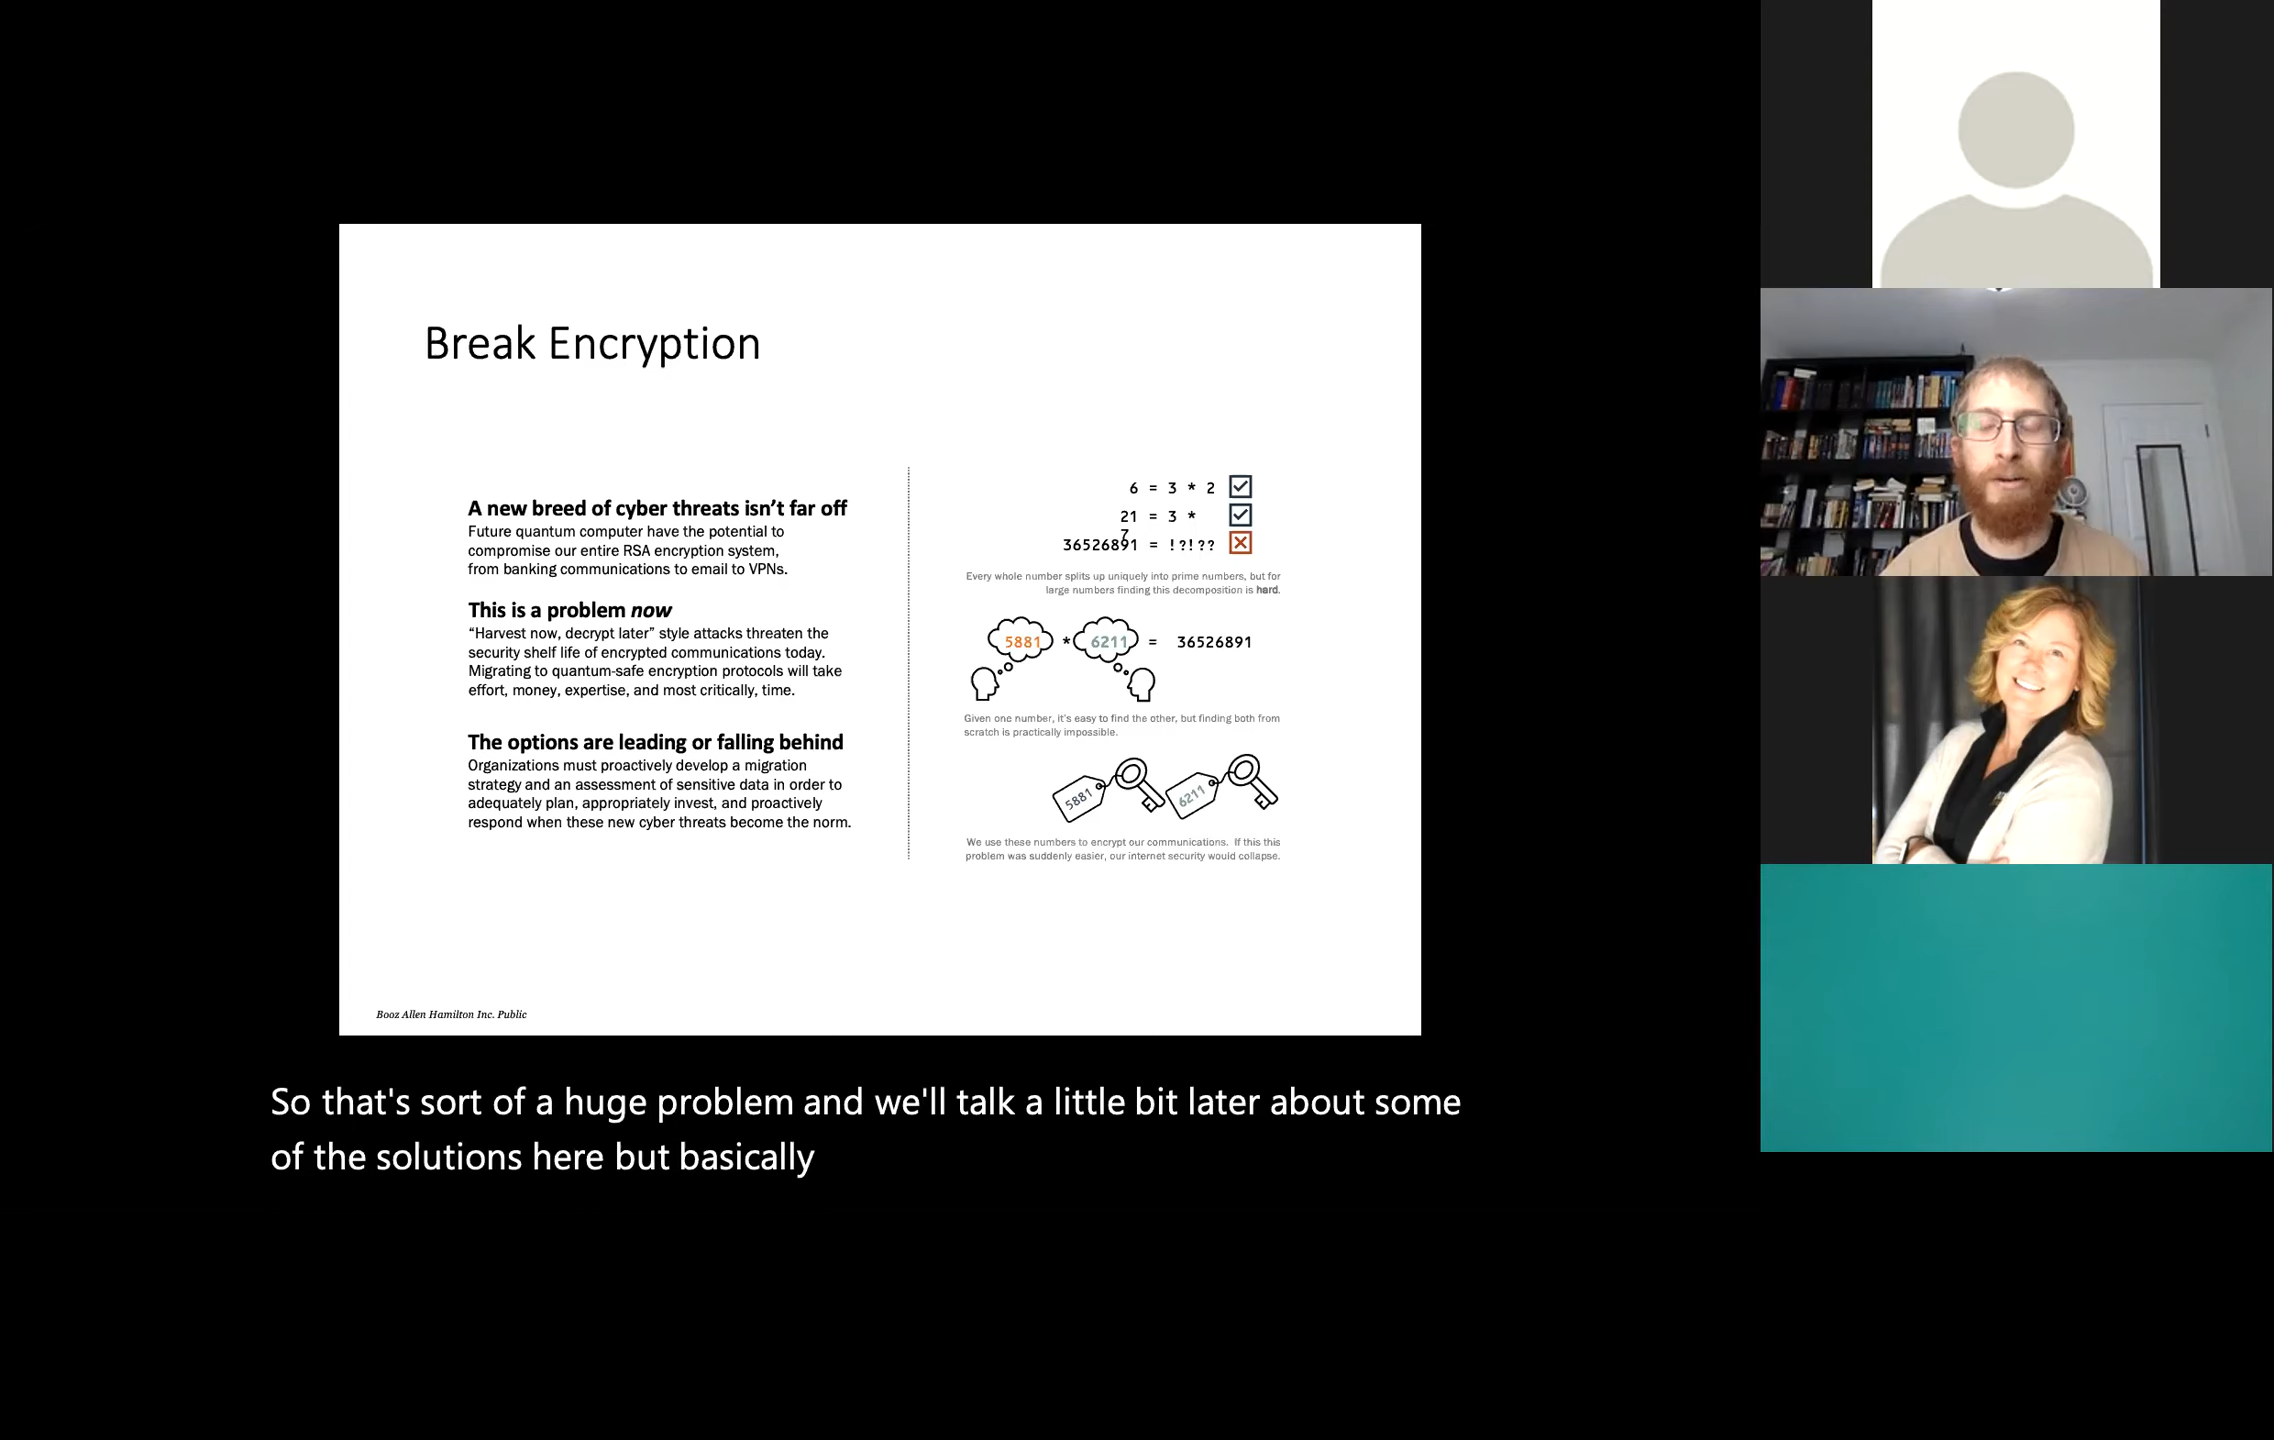 Break Encryption
A new breed of cyber threats isn't far off
Future quantum computer have the potential to
compromise our entire RSA encryption system,
from banking communications to email to VPNs.
This is a problem now
“Harvest now, decrypt later” style attacks threaten the
security shelf life of encrypted communications today.
Migrating to quantum-safe encryption protocols will take
effort, money, expertise, and most critically, time.
The options are leading or falling behind
Organizations must proactively develop a migration
strategy and an assessment of sensitive data in order to
adequately plan, appropriately invest, and proactively
respond when these new cyber threats become the norm.
6 = 3 * 2
21 = 3 *
7
36526891 = !?!??
Every whole number splits up uniquely into prime numbers, but for
large numbers finding this decomposition is hard.
5881 * 6211 = 36526891
Given one number, it's easy to find the other, but finding both from
scratch is practically impossible.
5881 6211
We use these numbers to encrypt our communications. If this this
problem was suddenly easier, our internet security would collapse.
Booz Allen Hamilton Inc. Public
So that's sort of a huge problem and we'll talk a little bit later about some
of the solutions here but basically